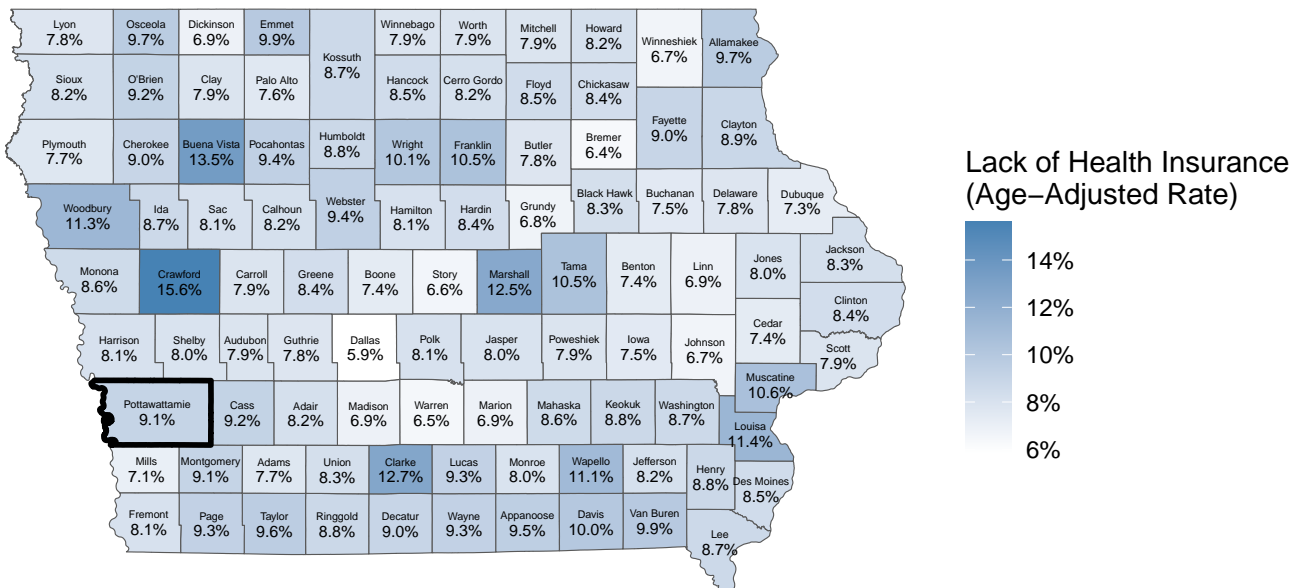 Lyon
7.8%
Osceola
9.7%
Dickinson
6.9%
Emmet
9.9%
Kossuth
8.7%
Winnebago
7.9%
Worth
7.9%
Mitchell
7.9%
Howard
8.2%
Winneshiek
6.7%
Allamakee
9.7%
Sioux
8.2%
O'Brien
9.2%
Clay
7.9%
Palo Alto
7.6%
Hancock
8.5%
Cerro Gordo
8.2%
Floyd
8.5%
Chickasaw
8.4%
Fayette
9.0%
Clayton
8.9%
Plymouth
7.7%
Cherokee
9.0%
Buena Vista
13.5%
Pocahontas
9.4%
Humboldt
8.8%
Wright
10.1%
Franklin
10.5%
Butler
7.8%
Bremer
6.4%
Woodbury
11.3%
Ida
8.7%
Sac
8.1%
Calhoun
8.2%
Webster
9.4%
Hamilton
8.1%
Hardin
8.4%
Grundy
6.8%
Black Hawk
8.3%
Buchanan
7.5%
Delaware
7.8%
Dubuque
7.3%
Monona
8.6%
Crawford
15.6%
Carroll
7.9%
Greene
8.4%
Boone
7.4%
Story
6.6%
Marshall
12.5%
Tama
10.5%
Benton
7.4%
Linn
6.9%
Jones
8.0%
Jackson
8.3%
Clinton
8.4%
Harrison
8.1%
Shelby
8.0%
Audubon
7.9%
Guthrie
7.8%
Dallas
5.9%
Polk
8.1%
Jasper
8.0%
Poweshiek
7.9%
Iowa
7.5%
Johnson
6.7%
Cedar
7.4%
Scott
7.9%
Muscatine
10.6%
Pottawattamie
9.1%
Cass
9.2%
Adair
8.2%
Madison
6.9%
Warren
6.5%
Marion
6.9%
Mahaska
8.6%
Keokuk
8.8%
Washington
8.7%
Louisa
11.4%
Mills
7.1%
Montgomery
9.1%
Adams
7.7%
Union
8.3%
Clarke
12.7%
Lucas
9.3%
Monroe
8.0%
Wapello
11.1%
Jefferson
8.2%
Henry
8.8%
Des Moines
8.5%
Fremont
8.1%
Page
9.3%
Taylor
9.6%
Ringgold
8.8%
Decatur
9.0%
Wayne
9.3%
Appanoose
9.5%
Davis
10.0%
Van Buren
9.9%
Lee
8.7%
Lack of Health Insurance
(Age−Adjusted Rate)
14%
12%
10%
8%
6%